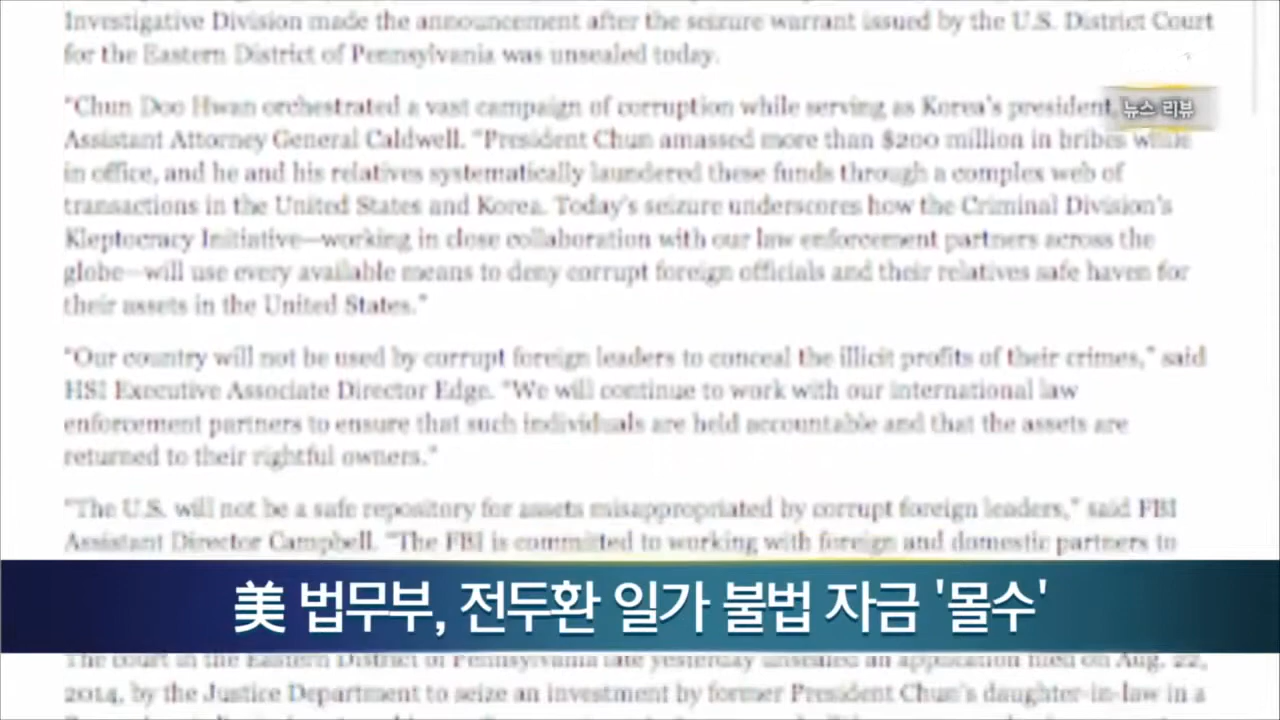 Investigative Division made the announcement after the seizure warrant issued by the U.S. District Court
for the Eastern District of Pennsylvania was unsealed today.
"Chun Doo Hwan orchestrated a vast campaign of corruption while serving as Korea's president,
뉴스 리뷰
Assistant Attorney General Caldwell. "President Chun amassed more than $200 million in bribes while
in office, and he and his relatives systematically laundered these funds through a complex web of
transactions in the United States and Korea. Today's seizure underscores how the Criminal Division's
Kleptocracy Initiative—working in close collaboration with our law enforcement partners across the
globe—will use every available means to deny corrupt foreign officials and their relatives safe haven for
their assets in the United States."
"Our country will not be used by corrupt foreign leaders to conceal the illicit profits of their crimes," said
HSI Executive Associate Director Edge. "We will continue to work with our international law
enforcement partners to ensure that such individuals are held accountable and that the assets are
returned to their rightful owners."
"The U.S. will not be a safe repository for assets misappropriated by corrupt foreign leaders," said FBI
Assistant Director Campbell. "The FBI is committed to working with foreign and domestic partners to
美 법무부, 전두환 일가 불법 자금 '몰수'
The court in the Eastern District of Pennsylvania late yesterday unsealed an application filed on Aug. 22,
2014, by the Justice Department to seize an investment by former President Chun's daughter-in-law in a